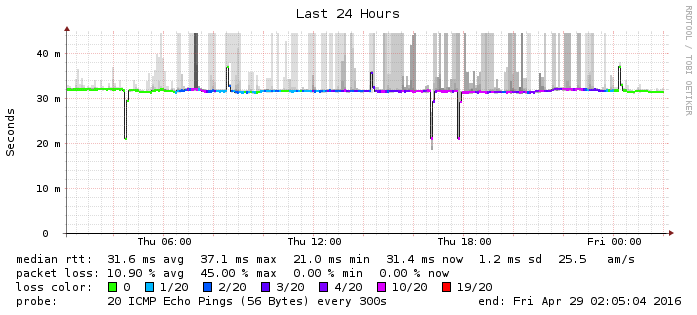 Last 24 Hours
RRDTOOL / TOBI OETIKER
Seconds
40 m
30 m
20 m
10 m
0
Thu 06:00 Thu 12:00 Thu 18:00 Fri 00:00
median rtt: 31.6 ms avg 37.1 ms max 21.0 ms min 31.4 ms now 1.2 ms sd 25.5 am/s
packet loss: 10.90 % avg 45.00 % max 0.00 % min 0.00 % now
loss color: 0 1/20 2/20 3/20 4/20 10/20 19/20
probe: 20 ICMP Echo Pings (56 Bytes) every 300s end: Fri Apr 29 02:05:04 2016